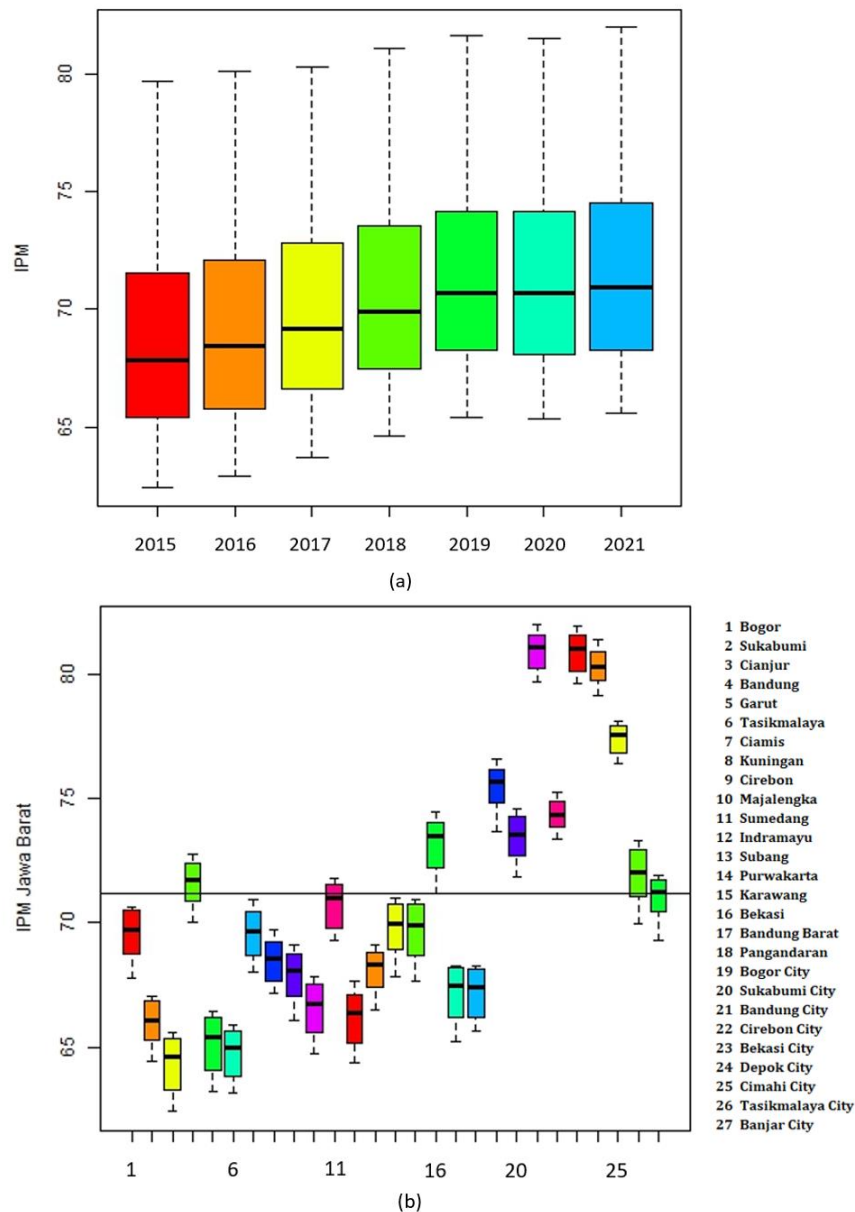 IPM
80
75
70
65
2015 2016 2017 2018 2019 2020 2021
(a)
IPM Jawa Barat
80
75
70
65
1 6 11 16 20 25
(b)
1 Bogor
2 Sukabumi
3 Cianjur
4 Bandung
5 Garut
6 Tasikmalaya
7 Ciamis
8 Kuningan
9 Cirebon
10 Majalengka
11 Sumedang
12 Indramayu
13 Subang
14 Purwakarta
15 Karawang
16 Bekasi
17 Bandung Barat
18 Pangandaran
19 Bogor City
20 Sukabumi City
21 Bandung City
22 Cirebon City
23 Bekasi City
24 Depok City
25 Cimahi City
26 Tasikmalaya City
27 Banjar City